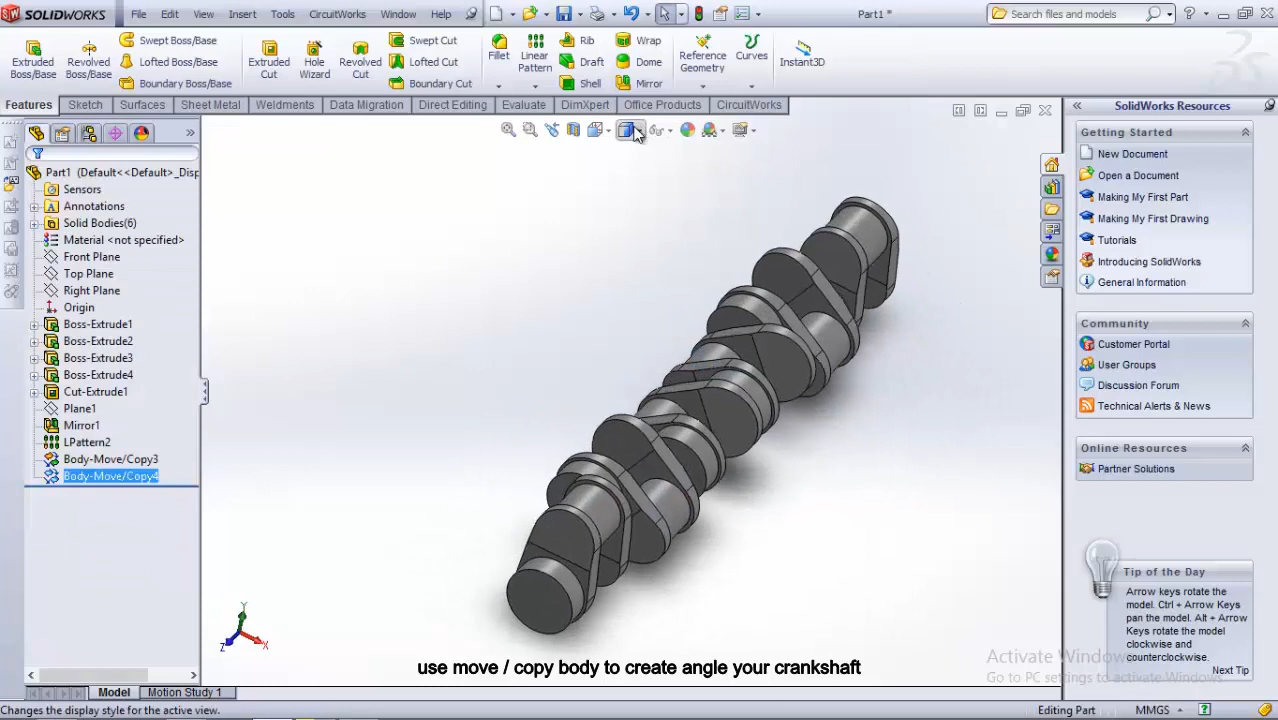 SOLIDWORKS File Edit View Insert Tools CircuitWorks Window Help Part1 * Search files and models
Extruded Boss/Base
Revolved Boss/Base
Swept Boss/Base
Lofted Boss/Base
Boundary Boss/Base
Extruded Cut
Hole Wizard
Revolved Cut
Swept Cut
Lofted Cut
Boundary Cut
Fillet
Linear Pattern
Rib
Draft
Shell
Wrap
Dome
Mirror
Reference Geometry
Curves
Instant3D
Features Sketch Surfaces Sheet Metal Weldments Data Migration Direct Editing Evaluate DimXpert Office Products CircuitWorks
Part1 (Default<<Default>_Disp
Sensors
Annotations
Solid Bodies(6)
Material <not specified>
Front Plane
Top Plane
Right Plane
Origin
Boss-Extrude1
Boss-Extrude2
Boss-Extrude3
Boss-Extrude4
Cut-Extrude1
Plane1
Mirror1
LPattern2
Body-Move/Copy3
Body-Move/Copy4
Y
Z
X
use move / copy body to create angle your crankshaft
SolidWorks Resources
Getting Started
New Document
Open a Document
Making My First Part
Making My First Drawing
Tutorials
Introducing SolidWorks
General Information
Community
Customer Portal
User Groups
Discussion Forum
Technical Alerts & News
Online Resources
Partner Solutions
Tip of the Day
Arrow keys rotate the
model. Ctrl + Arrow Keys
pan the model. Alt + Arrow
Keys rotate the model
clockwise and
counterclockwise.
Next Tip
Activate Windows
Go to PC settings to activate Windows.
Model Motion Study 1
Changes the display style for the active view.
Editing Part MMGS